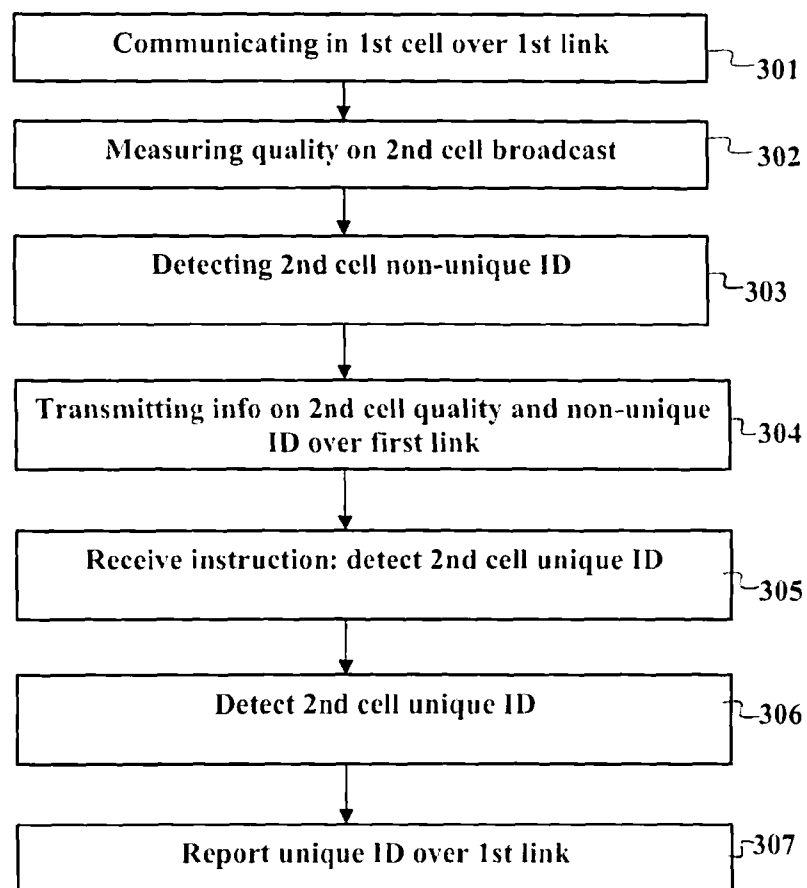 Communicating in 1st cell over 1st link
301
Measuring quality on 2nd cell broadcast
302
Detecting 2nd cell non-unique ID
303
Transmitting info on 2nd cell quality and non-unique
ID over first link
304
Receive instruction: detect 2nd cell unique ID
305
Detect 2nd cell unique ID
306
Report unique ID over 1st link
307